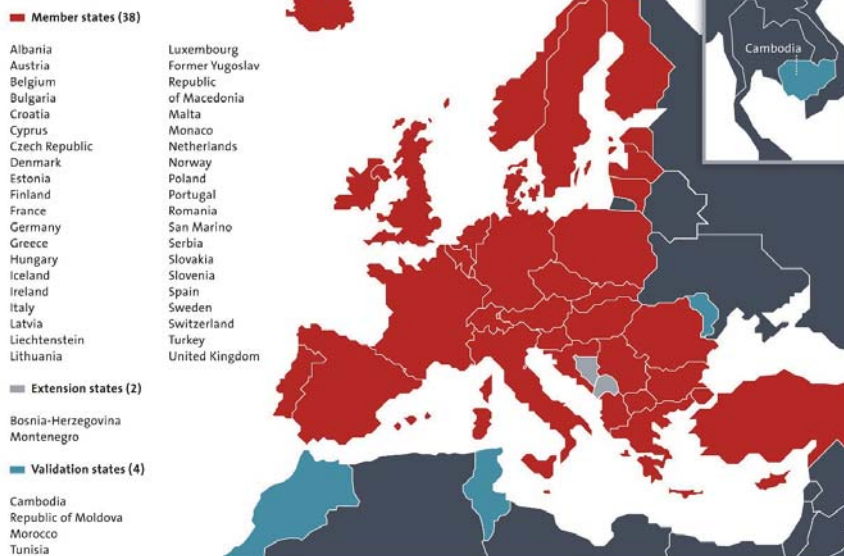 Member states (38)
Albania
Austria
Belgium
Bulgaria
Croatia
Cyprus
Czech Republic
Denmark
Estonia
Finland
France
Germany
Greece
Hungary
Iceland
Ireland
Italy
Latvia
Liechtenstein
Lithuania
Luxembourg
Former Yugoslav
Republic
of Macedonia
Malta
Monaco
Netherlands
Norway
Poland
Portugal
Romania
San Marino
Serbia
Slovakia
Slovenia
Spain
Sweden
Switzerland
Turkey
United Kingdom
Extension states (2)
Bosnia-Herzegovina
Montenegro
Validation states (4)
Cambodia
Republic of Moldova
Morocco
Tunisia
Cambodia